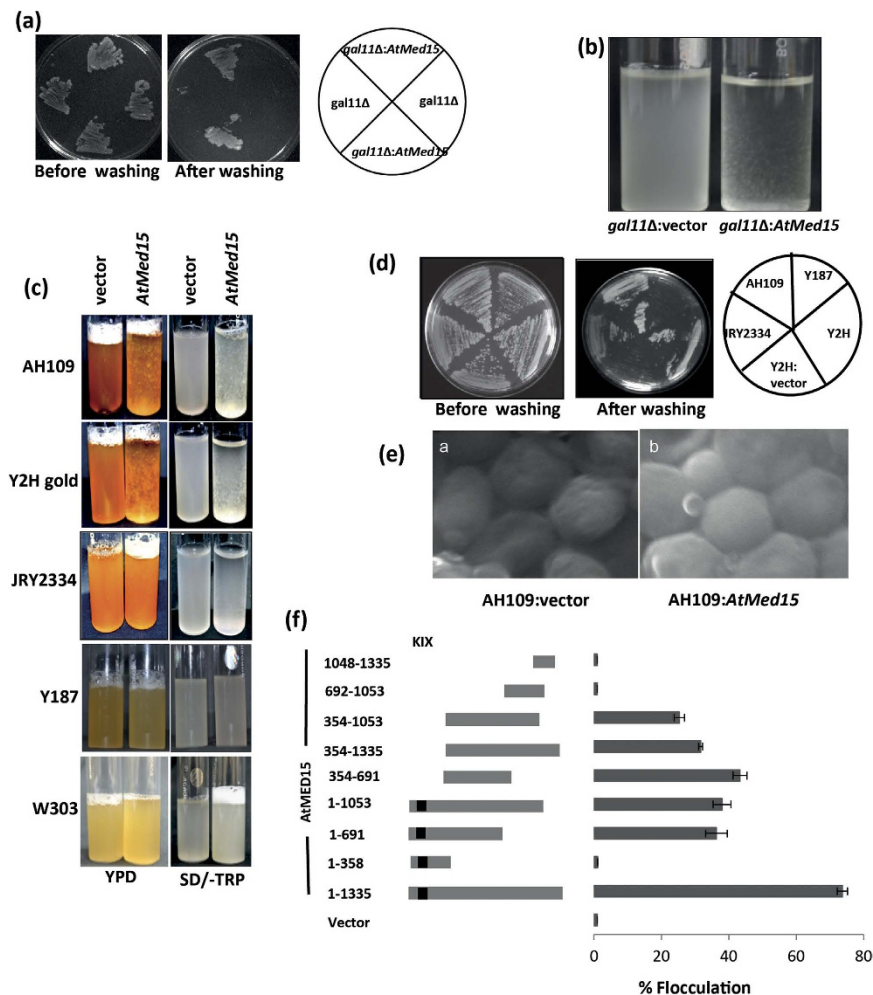 (a)
gal11Δ:AtMed15
gal11Δ
gal11Δ
gal11Δ:AtMed15
Before washing
After washing
(b)
BO
gal11Δ:vector
gal11Δ:AtMed15
(c)
vector
AtMed15
vector
AtMed15
AH109
Y2H gold
JRY2334
Y187
W303
YPD
SD/-TRP
(d)
AH109
Y187
JRY2334
Y2H
Y2H:
vector
Before washing
After washing
(e)
a
b
AH109:vector
AH109:AtMed15
(f)
KIX
AtMED15
1048-1335
692-1053
354-1053
354-1335
354-691
1-1053
1-691
1-358
1-1335
Vector
0
20
40
60
80
% Flocculation